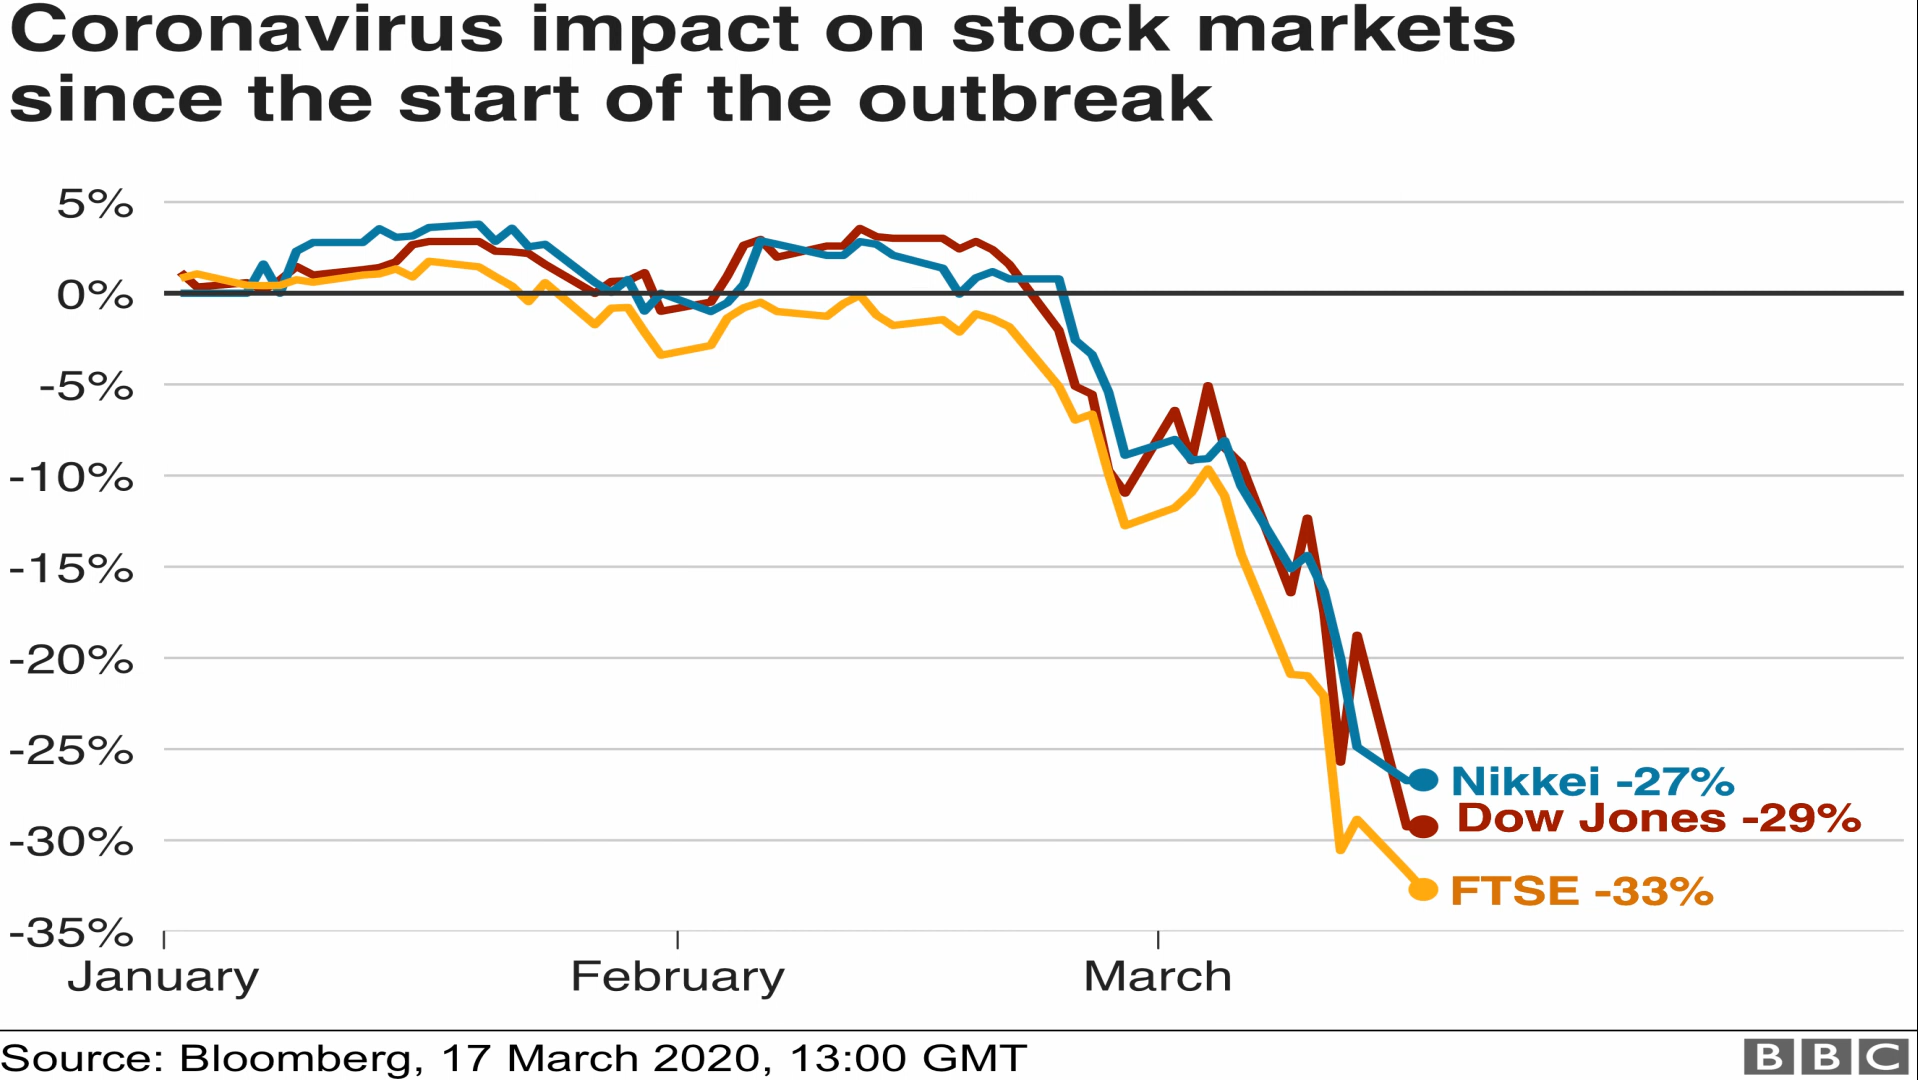 Coronavirus impact on stock markets
since the start of the outbreak
5%
0%
-5%
-10%
-15%
-20%
-25%
-30%
-35%
Nikkei -27%
Dow Jones -29%
FTSE -33%
January February March
Source: Bloomberg, 17 March 2020, 13:00 GMT
BBC